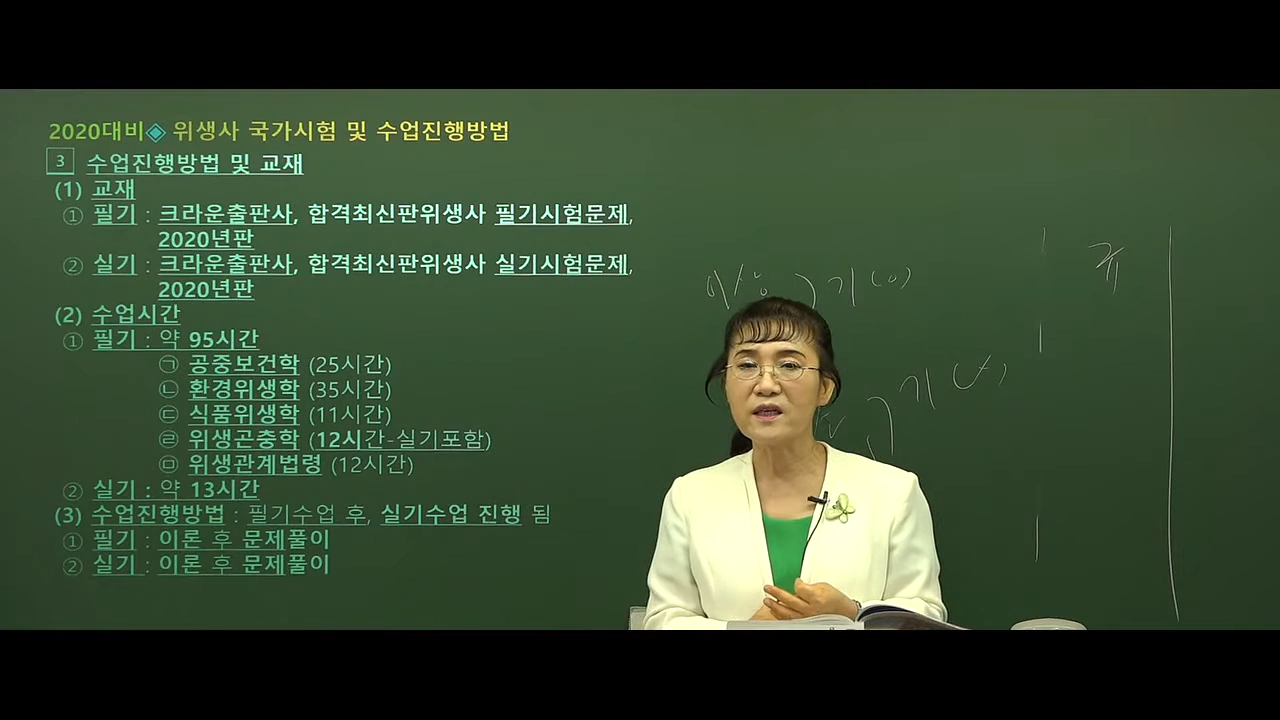 2020대비◈ 위생사 국가시험 및 수업진행방법
3 수업진행방법 및 교재
(1) 교재
① 필기 : 크라운출판사, 합격최신판위생사 필기시험문제,
2020년판
② 실기 : 크라운출판사, 합격최신판위생사 실기시험문제,
2020년판
(2) 수업시간
① 필기 : 약 95시간
㉠ 공중보건학 (25시간)
㉡ 환경위생학 (35시간)
㉢ 식품위생학 (11시간)
㉣ 위생곤충학 (12시간-실기포함)
㉤ 위생관계법령 (12시간)
② 실기 : 약 13시간
(3) 수업진행방법 : 필기수업 후, 실기수업 진행 됨
① 필기 : 이론 후 문제풀이
② 실기 : 이론 후 문제풀이